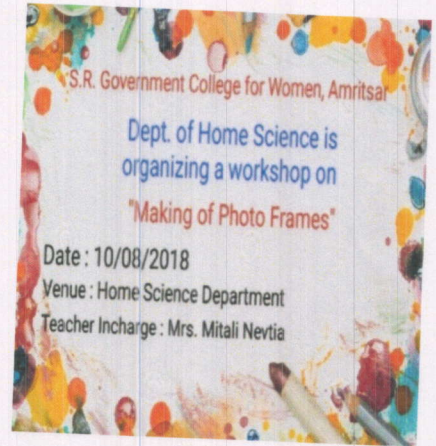 S.R. Government College for Women, Amritsar
Dept. of Home Science is
organizing a workshop on
"Making of Photo Frames"
Date : 10/08/2018
Venue : Home Science Department
Teacher Incharge : Mrs. Mitali Nevtia